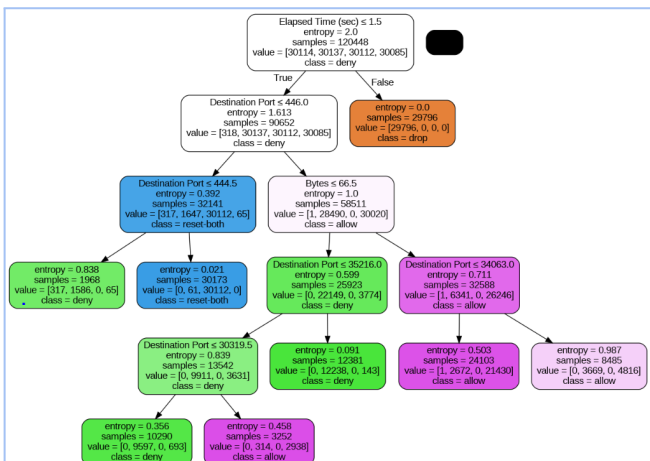 Elapsed Time (sec) ≤ 1.5
entropy = 2.0
samples = 120448
value = [30114, 30137, 30112, 30085]
class = deny
True
False
Destination Port ≤ 446.0
entropy = 1.613
samples = 90652
value = [318, 30137, 30112, 30085]
class = deny
entropy = 0.0
samples = 29796
value = [29796, 0, 0, 0]
class = drop
Destination Port ≤ 444.5
entropy = 0.392
samples = 32141
value = [317, 1647, 30112, 65]
class = reset-both
Bytes ≤ 66.5
entropy = 1.0
samples = 58511
value = [1, 28490, 0, 30020]
class = allow
entropy = 0.838
samples = 1968
value = [317, 1586, 0, 65]
class = deny
entropy = 0.021
samples = 30173
value = [0, 61, 30112, 0]
class = reset-both
Destination Port ≤ 35216.0
entropy = 0.599
samples = 25923
value = [0, 22149, 0, 3774]
class = deny
Destination Port ≤ 34063.0
entropy = 0.711
samples = 32588
value = [1, 6341, 0, 26246]
class = allow
Destination Port ≤ 30319.5
entropy = 0.839
samples = 13542
value = [0, 9911, 0, 3631]
class = deny
entropy = 0.091
samples = 12381
value = [0, 12238, 0, 143]
class = deny
entropy = 0.503
samples = 24103
value = [1, 2672, 0, 21430]
class = allow
entropy = 0.987
samples = 8485
value = [0, 3669, 0, 4816]
class = allow
entropy = 0.356
samples = 10290
value = [0, 9597, 0, 693]
class = deny
entropy = 0.458
samples = 3252
value = [0, 314, 0, 2938]
class = allow